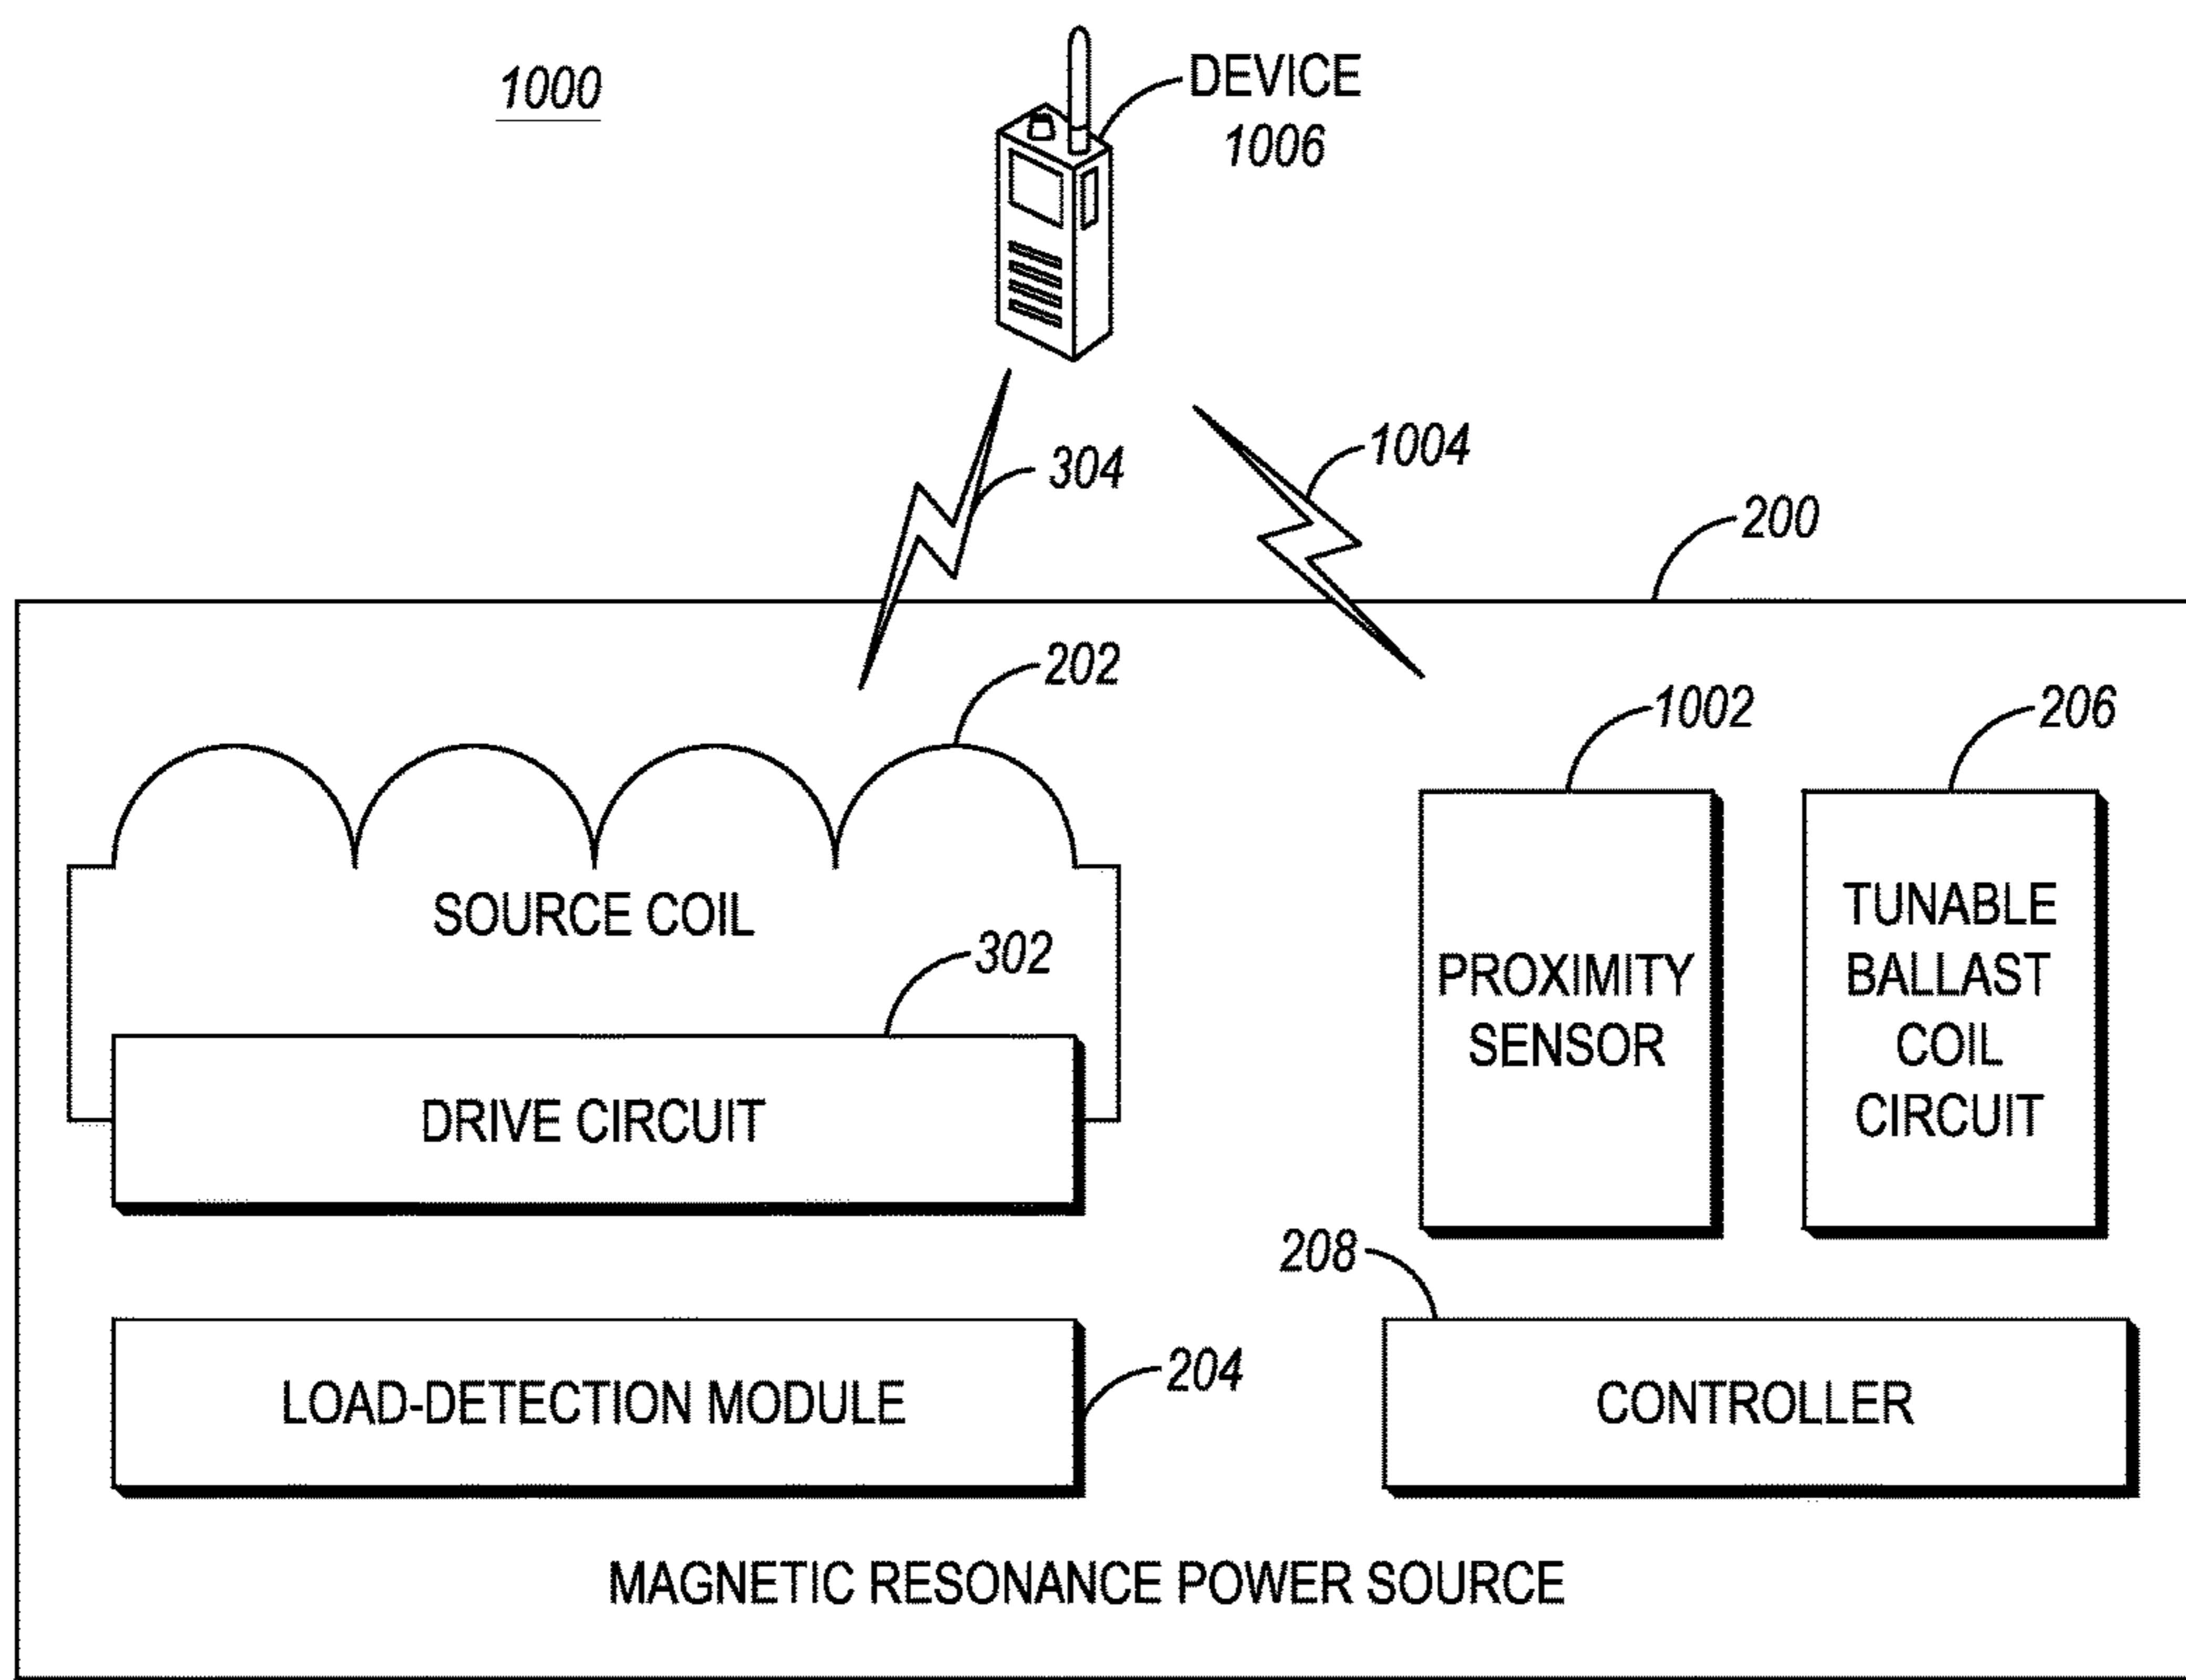 1000
DEVICE
1006
304
1004
200
202
1002
206
SOURCE COIL
302
PROXIMITY
SENSOR
TUNABLE
BALLAST
COIL
CIRCUIT
DRIVE CIRCUIT
208
LOAD-DETECTION MODULE
204
CONTROLLER
MAGNETIC RESONANCE POWER SOURCE